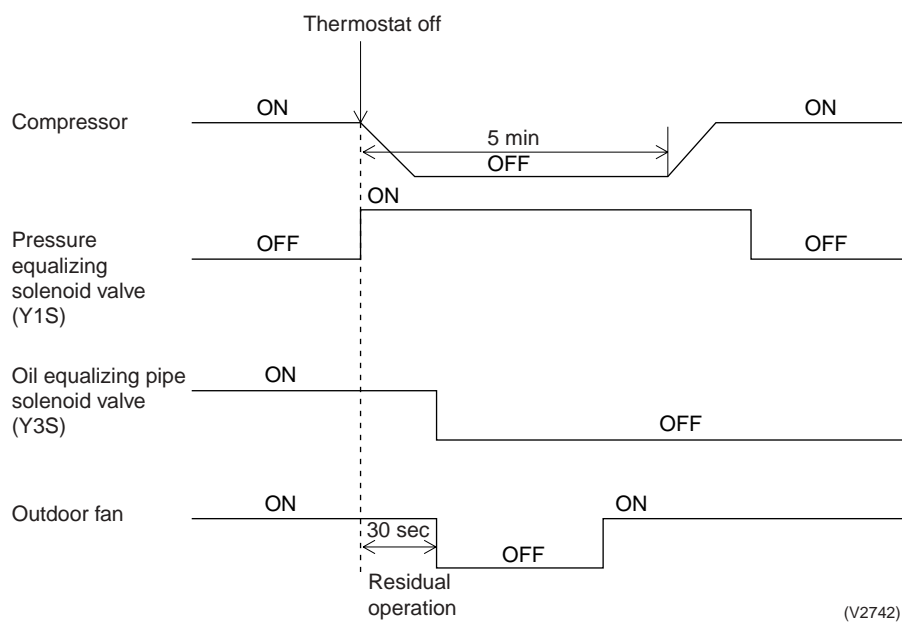 Thermostat off
ON
ON
Compressor
5 min
OFF
ON
Pressure
equalizing
solenoid valve
(Y1S)
OFF
OFF
Oil equalizing pipe
solenoid valve
(Y3S)
ON
OFF
Outdoor fan
ON
ON
30 sec
OFF
Residual
operation
(V2742)